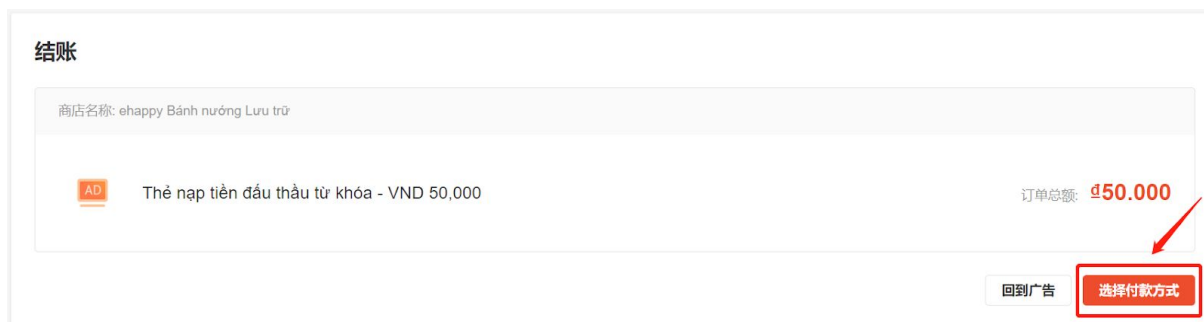 结账
商店名称: ehappy Bánh nướng Lưu trữ
AD
Thẻ nạp tiền đấu thầu từ khóa - VND 50,000
订单总额: ₫50.000
回到广告
选择付款方式